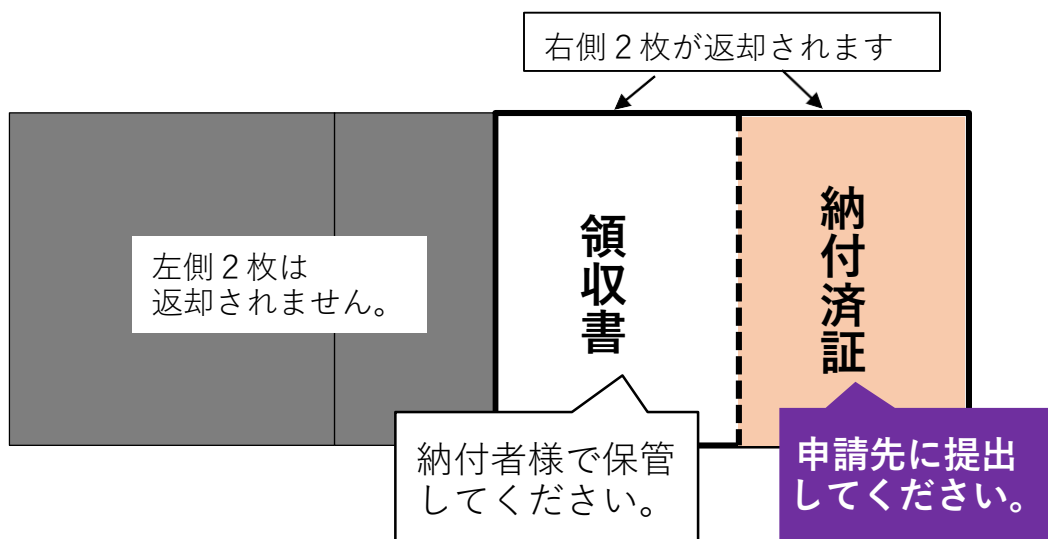 右側２枚が返却されます
左側２枚は
返却されません。
領収書
納付済証
納付者様で保管
してください。
申請先に提出
してください。